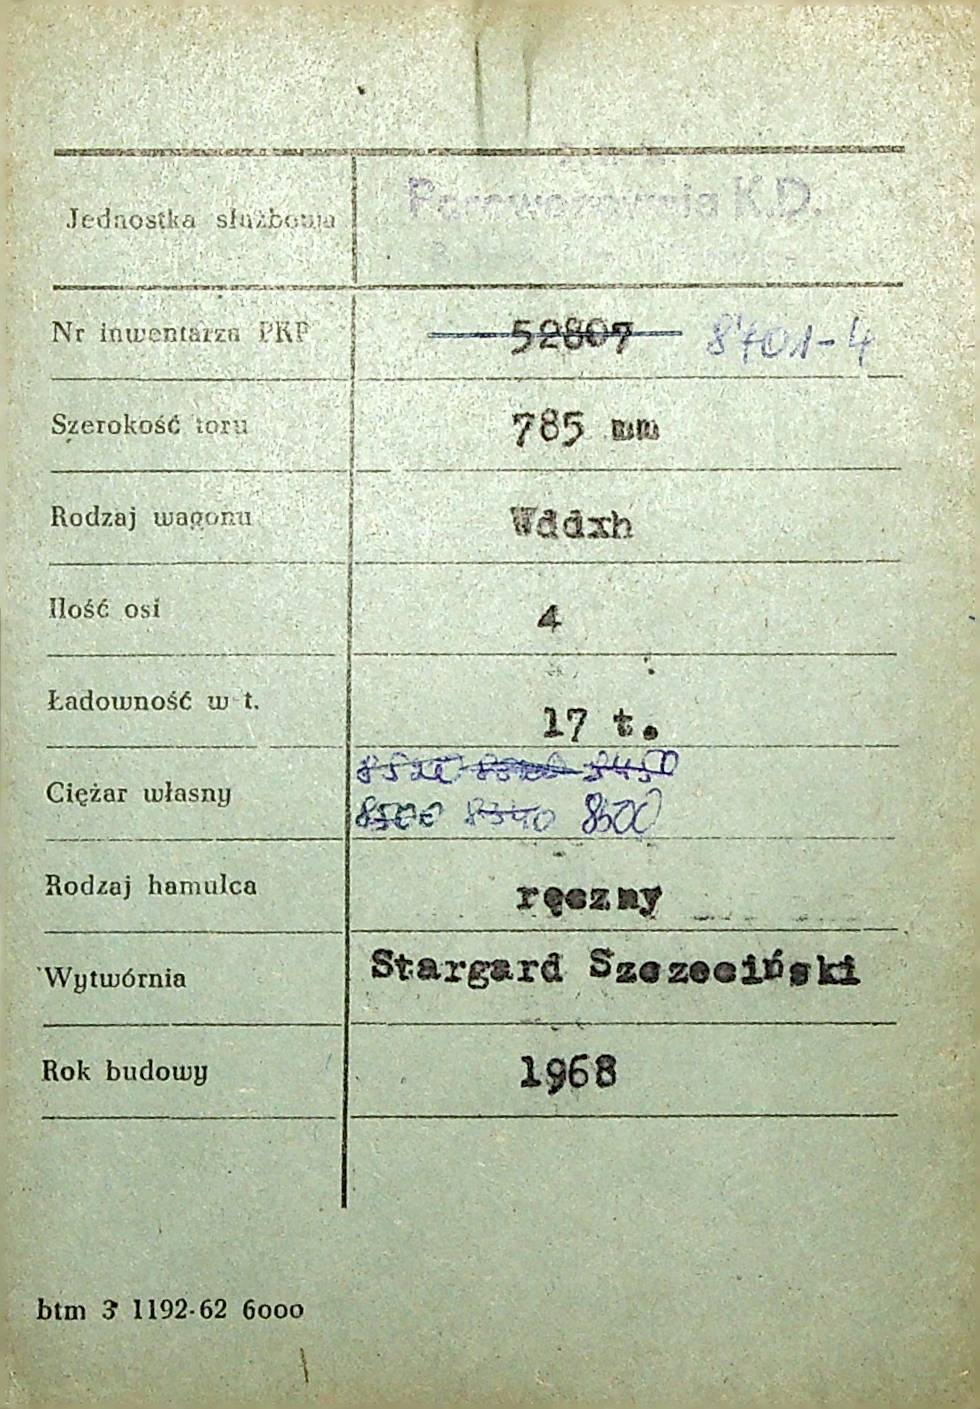 Jednostka służbowa
Parowozownia K.D.
Nr inwentarza PKP 52807 8701-4
Szerokość toru 785 mm
Rodzaj wagonu Wddxh
Ilość osi 4
Ładowność w t. 17 t.
Ciężar własny
8500 8340 8500
Rodzaj hamulca ręczny
Wytwórnia Stargard Szczeciński
Rok budowy 1968
btm 3 1192-62 6000